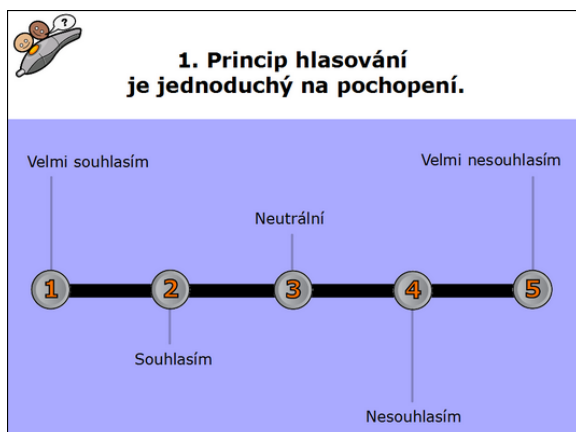 ?
1. Princip hlasování
je jednoduchý na pochopení.
Velmi souhlasím
Velmi nesouhlasím
Neutrální
1 2 3 4 5
Souhlasím
Nesouhlasím